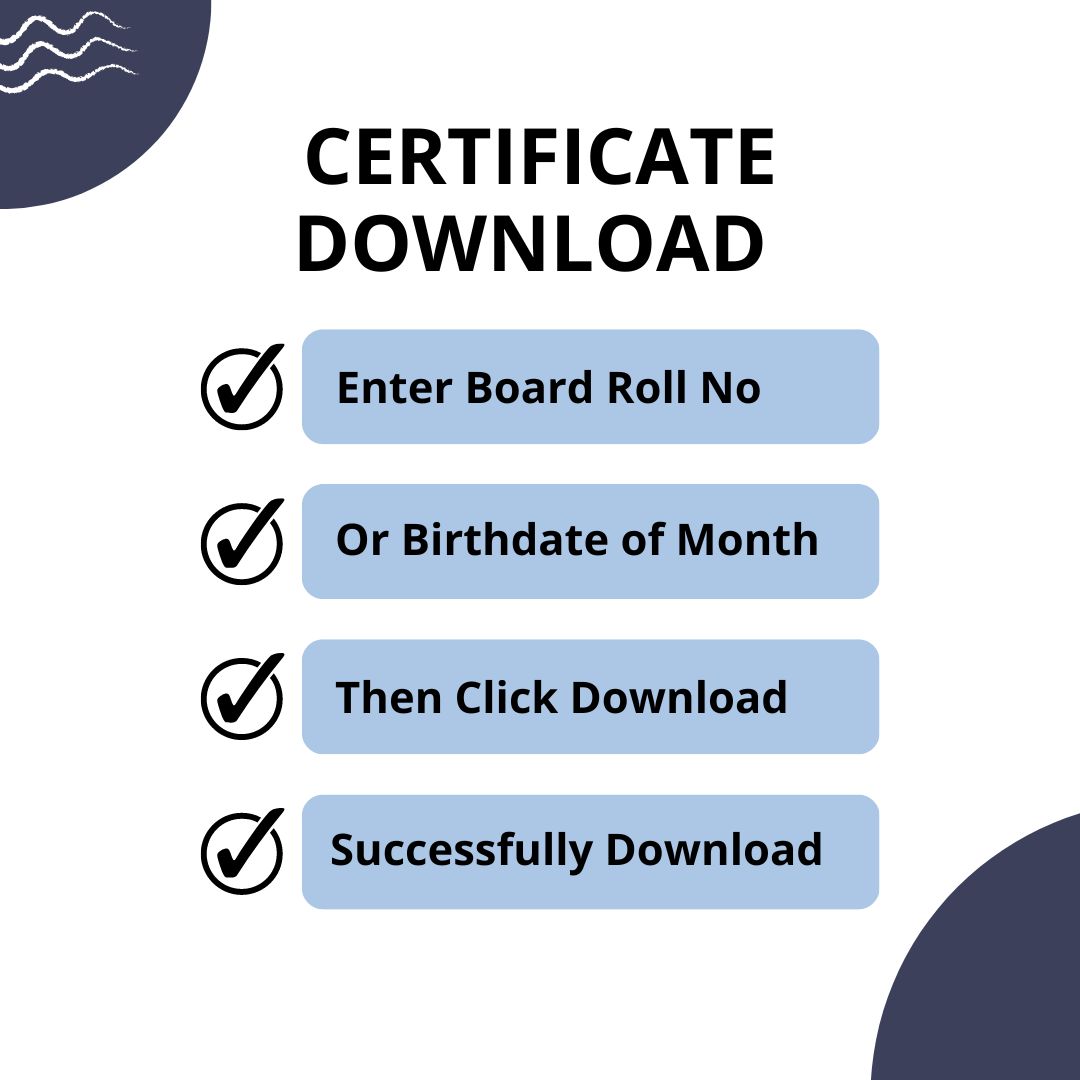 CERTIFICATE
DOWNLOAD
Enter Board Roll No
Or Birthdate of Month
Then Click Download
Successfully Download